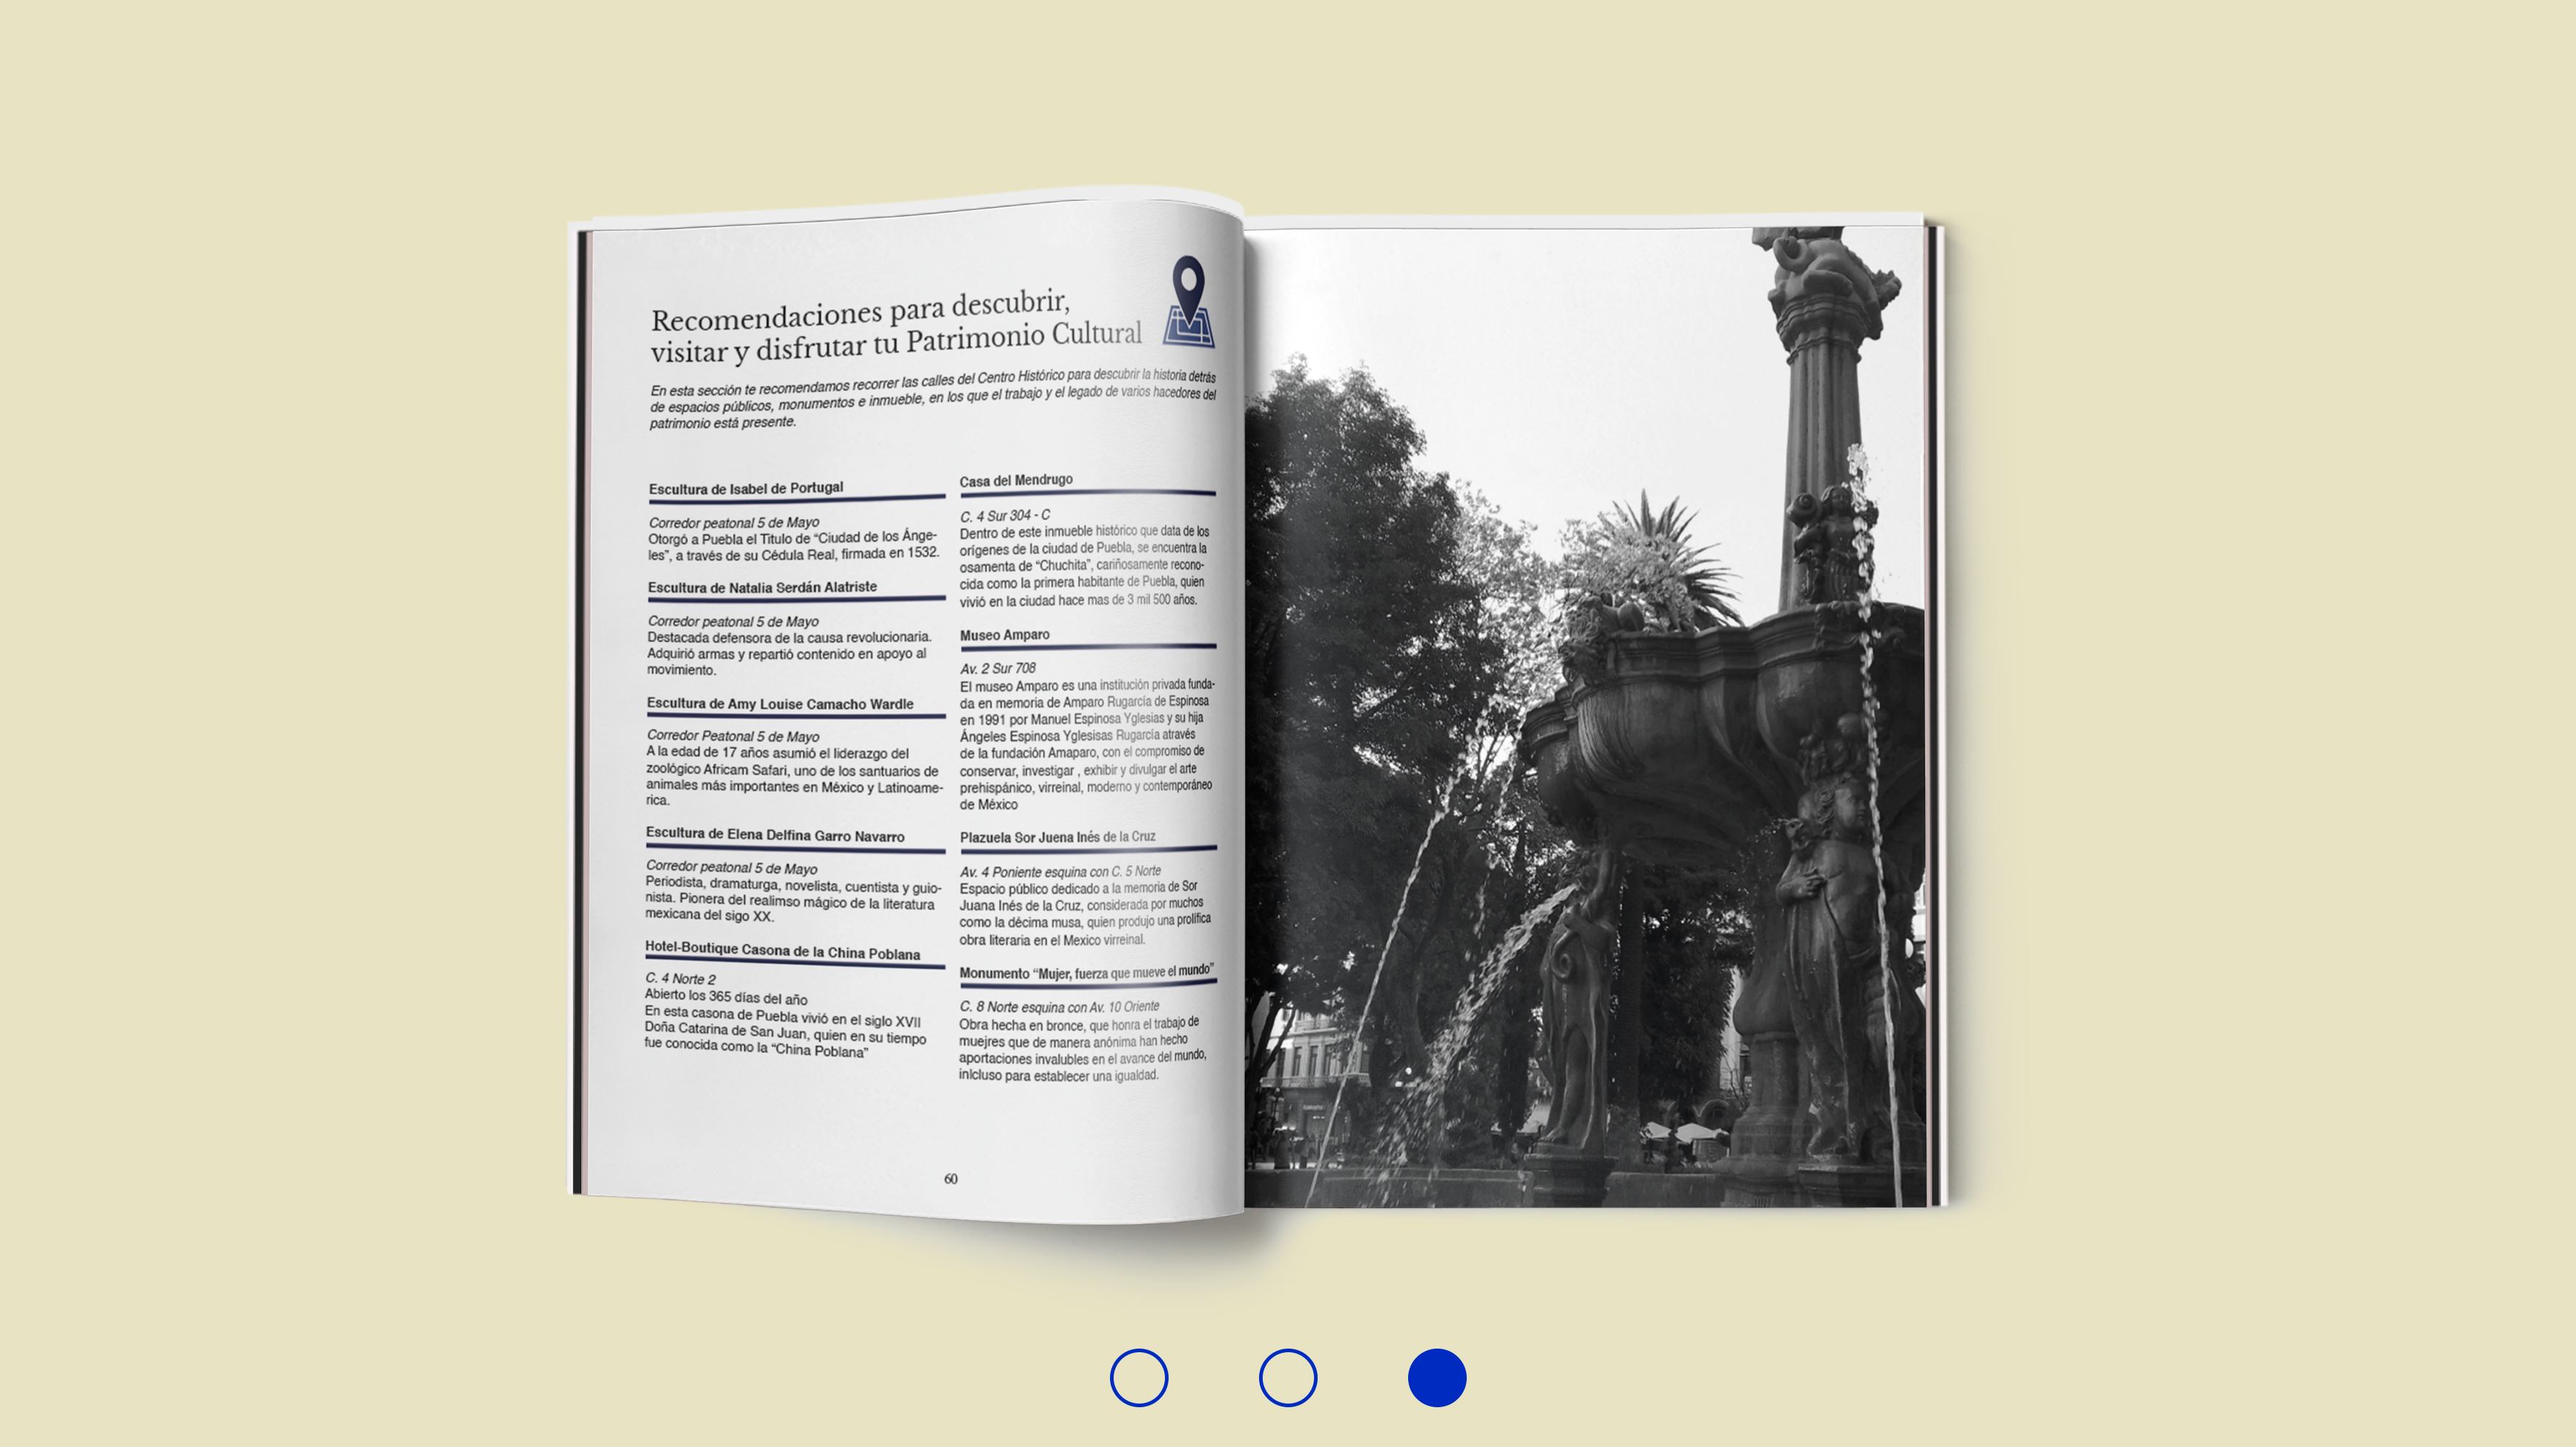 Recomendaciones para descubrir,
visitar y disfrutar tu Patrimonio Cultural
En esta sección te recomendamos recorrer las calles del Centro Histórico para descubrir la historia detrás
de espacios públicos, monumentos e inmueble, en los que el trabajo y el legado de varios hacedores del
patrimonio está presente.
Escultura de Isabel de Portugal
Corredor peatonal 5 de Mayo
Otorgó a Puebla el Titulo de “Ciudad de los Ánge-
les”, a través de su Cédula Real, firmada en 1532.
Escultura de Natalia Serdán Alatriste
Corredor peatonal 5 de Mayo
Destacada defensora de la causa revolucionaria.
Adquirió armas y repartió contenido en apoyo al
movimiento.
Escultura de Amy Louise Camacho Wardle
Corredor Peatonal 5 de Mayo
A la edad de 17 años asumió el liderazgo del
zoológico Africam Safari, uno de los santuarios de
animales más importantes en México y Latinoame-
rica.
Escultura de Elena Delfina Garro Navarro
Corredor peatonal 5 de Mayo
Periodista, dramaturga, novelista, cuentista y guio-
nista. Pionera del realimso mágico de la literatura
mexicana del sigo XX.
Hotel-Boutique Casona de la China Poblana
C. 4 Norte 2
Abierto los 365 días del año
En esta casona de Puebla vivió en el siglo XVII
Doña Catarina de San Juan, quien en su tiempo
fue conocida como la “China Poblana”
Casa del Mendrugo
C. 4 Sur 304 - C
Dentro de este inmueble histórico que data de los
orígenes de la ciudad de Puebla, se encuentra la
osamenta de “Chuchita”, cariñosamente recono-
cida como la primera habitante de Puebla, quien
vivió en la ciudad hace mas de 3 mil 500 años.
Museo Amparo
Av. 2 Sur 708
El museo Amparo es una institución privada funda-
da en memoria de Amparo Rugarcía de Espinosa
en 1991 por Manuel Espinosa Yglesias y su hija
Ángeles Espinosa Yglesisas Rugarcía através
de la fundación Amaparo, con el compromiso de
conservar, investigar , exhibir y divulgar el arte
prehispánico, virreinal, moderno y contemporáneo
de México
Plazuela Sor Juena Inés de la Cruz
Av. 4 Poniente esquina con C. 5 Norte
Espacio público dedicado a la memoria de Sor
Juana Inés de la Cruz, considerada por muchos
como la décima musa, quien produjo una prolífica
obra literaria en el Mexico virreinal.
Monumento “Mujer, fuerza que mueve el mundo”
C. 8 Norte esquina con Av. 10 Oriente
Obra hecha en bronce, que honra el trabajo de
muejres que de manera anónima han hecho
aportaciones invalubles en el avance del mundo,
inlcluso para establecer una igualdad.
60